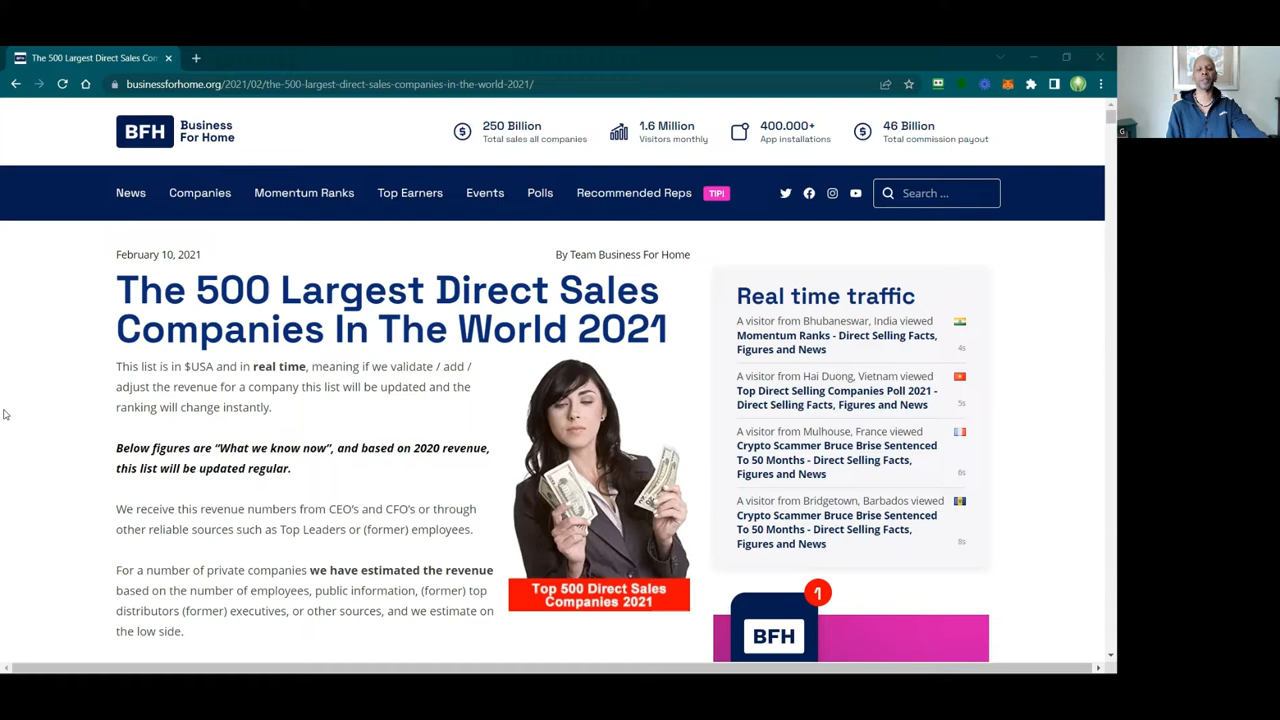 The 500 Largest Direct Sales Con
businessforhome.org/2021/02/the-500-largest-direct-sales-companies-in-the-world-2021/
BFH Business For Home
250 Billion
Total sales all companies
1.6 Million
Visitors monthly
400.000+
App installations
46 Billion
Total commission payout
News Companies Momentum Ranks Top Earners Events Polls Recommended Reps TIP! Search ...
February 10, 2021
By Team Business For Home
The 500 Largest Direct Sales
Companies In The World 2021
This list is in $USA and in real time, meaning if we validate / add /
adjust the revenue for a company this list will be updated and the
ranking will change instantly.
Below figures are “What we know now”, and based on 2020 revenue,
this list will be updated regular.
We receive this revenue numbers from CEO’s and CFO’s or through
other reliable sources such as Top Leaders or (former) employees.
For a number of private companies we have estimated the revenue
based on the number of employees, public information, (former) top
distributors (former) executives, or other sources, and we estimate on
the low side.
Top 500 Direct Sales
Companies 2021
Real time traffic
A visitor from Bhubaneswar, India viewed
Momentum Ranks - Direct Selling Facts,
Figures and News
4s
A visitor from Hai Duong, Vietnam viewed
Top Direct Selling Companies Poll 2021 -
Direct Selling Facts, Figures and News
5s
A visitor from Mulhouse, France viewed
Crypto Scammer Bruce Brise Sentenced
To 50 Months - Direct Selling Facts,
Figures and News
6s
A visitor from Bridgetown, Barbados viewed
Crypto Scammer Bruce Brise Sentenced
To 50 Months - Direct Selling Facts,
Figures and News
8s
1
BFH
G